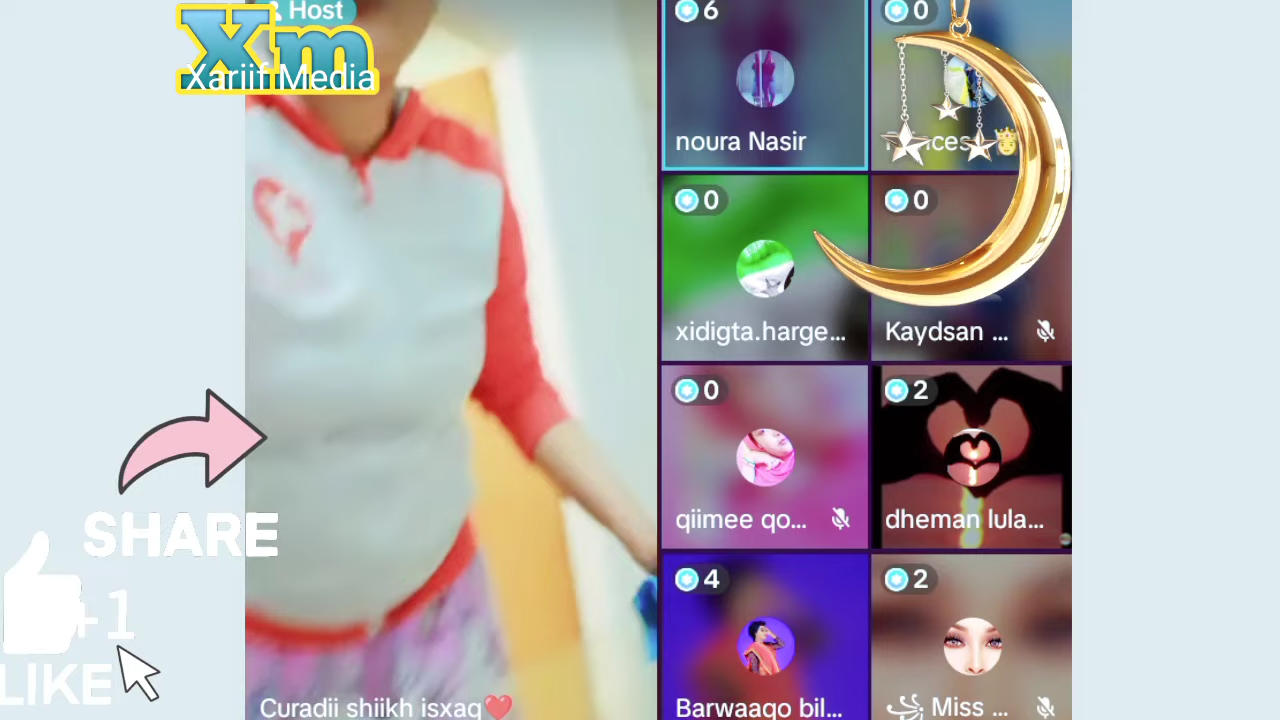 Host
Xm
Xariif Media
6
noura Nasir
0
0
xidigta.harge...
0
Kaydsan ...
0
qiimee qo...
2
dheman lula...
4
Barwaaqo bil...
2
Miss ...
Curadii shiikh isxaq❤️
SHARE
+1
LIKE